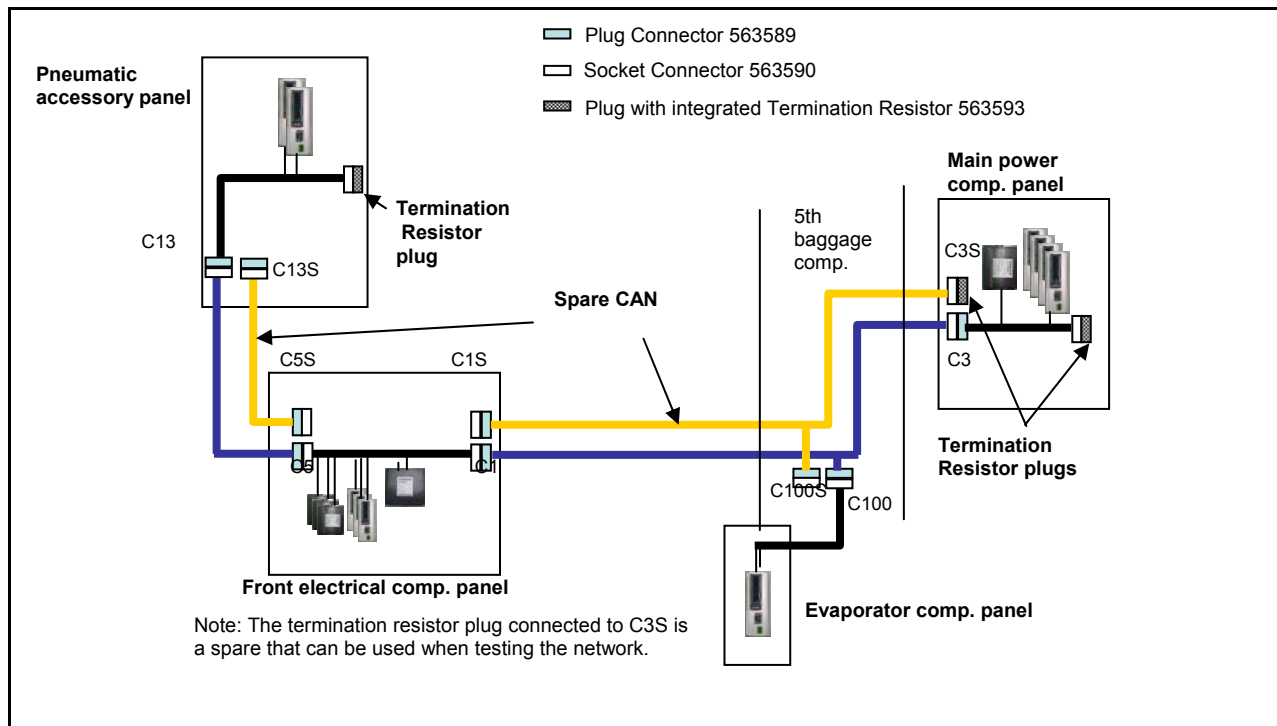 Plug Connector 563589
Socket Connector 563590
Plug with integrated Termination Resistor 563593
Pneumatic
accessory panel
Termination
Resistor
plug
C13
C13S
Spare CAN
5th
baggage
comp.
Main power
comp. panel
C3S
C3
Termination
Resistor plugs
C5S
C1S
C5
C100S
C100
Front electrical comp. panel
Evaporator comp. panel
Note: The termination resistor plug connected to C3S is
a spare that can be used when testing the network.